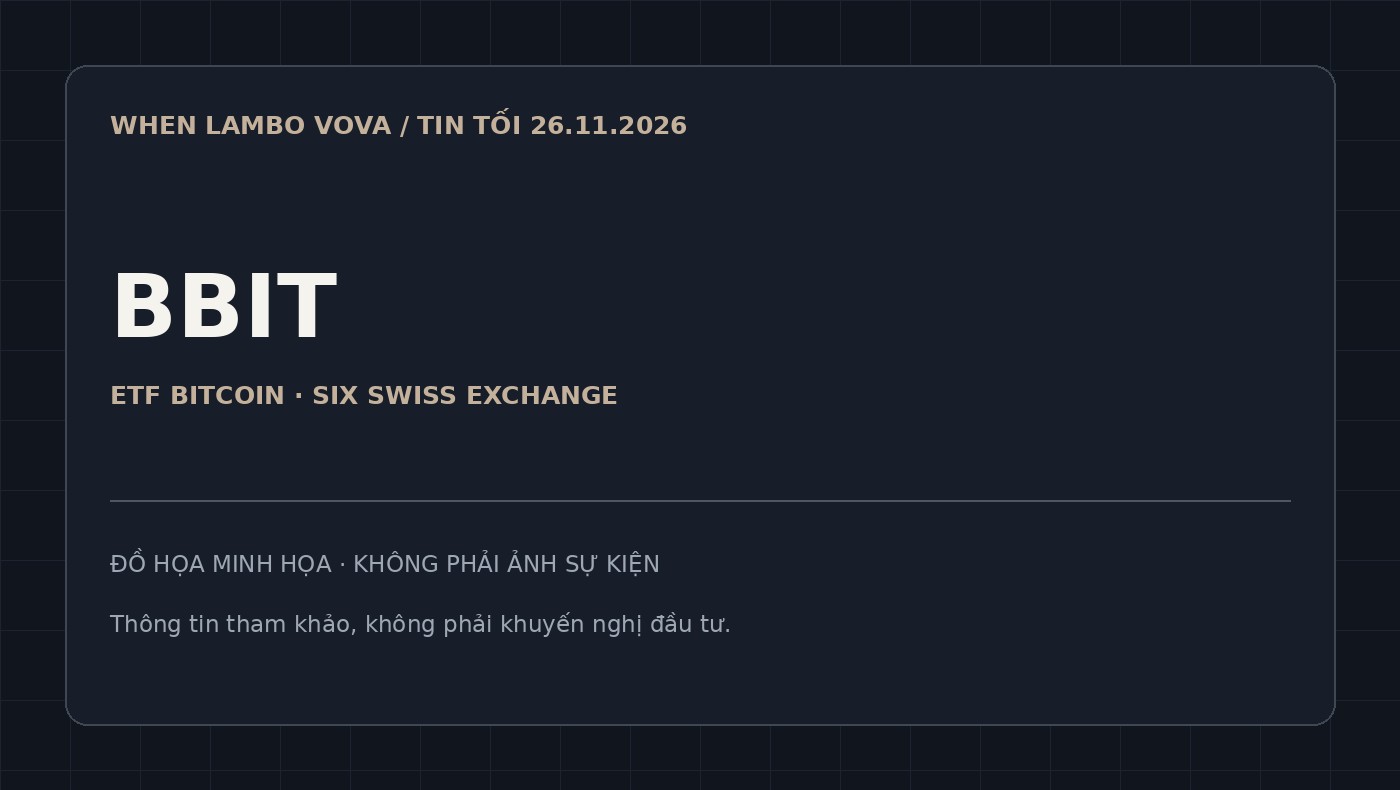 WHEN LAMBO VOVA / TIN TỐI 26.11.2026
BBIT
ETF BITCOIN · SIX SWISS EXCHANGE
ĐỒ HỌA MINH HỌA · KHÔNG PHẢI ẢNH SỰ KIỆN
Thông tin tham khảo, không phải khuyến nghị đầu tư.